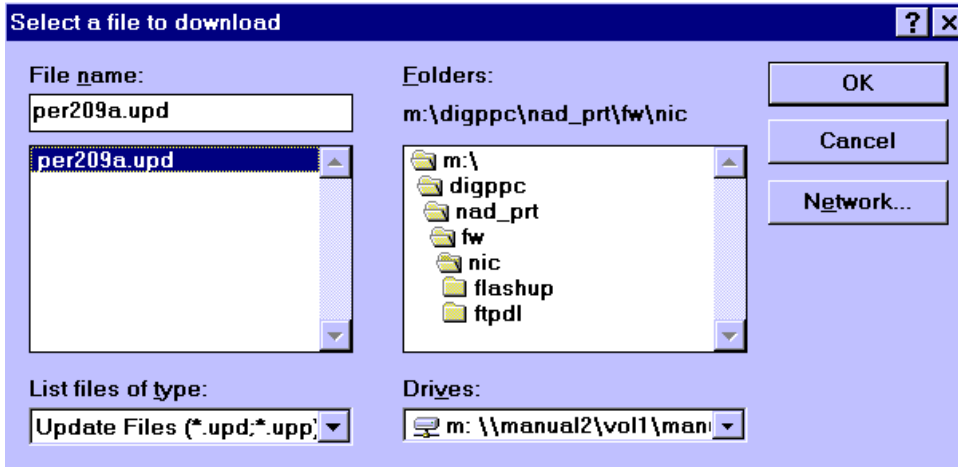 Select a file to download
File name:
per209a.upd
per209a.upd
List files of type:
Update Files (*.upd;*.upp)
Folders:
m:\digppc\nad_prt\fw\nic
m:\
digppc
nad_prt
fw
nic
flashup
ftpdl
Drives:
m: \\manual2\vol1\man
OK
Cancel
Network...